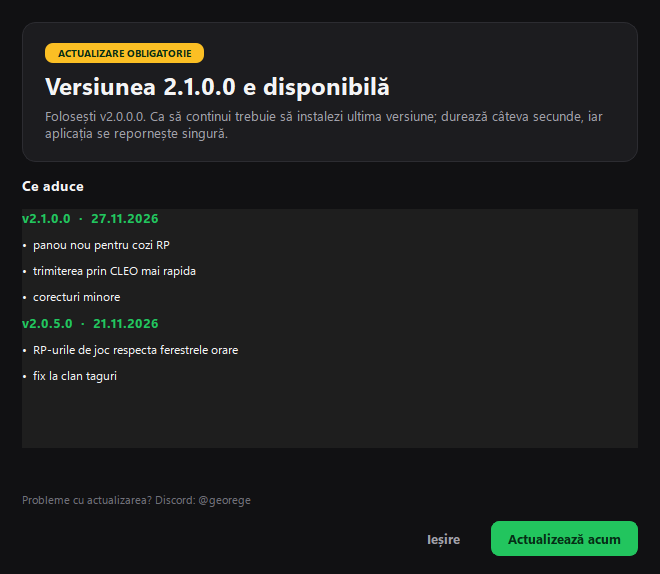 ACTUALIZARE OBLIGATORIE
Versiunea 2.1.0.0 e disponibilă
Folosești v2.0.0.0. Ca să continui trebuie să instalezi ultima versiune; durează câteva secunde, iar
aplicația se repornește singură.
Ce aduce
v2.1.0.0 · 27.11.2026
• panou nou pentru cozi RP
• trimiterea prin CLEO mai rapida
• corecturi minore
v2.0.5.0 · 21.11.2026
• RP-urile de joc respecta ferestrele orare
• fix la clan taguri
Probleme cu actualizarea? Discord: @georege
Ieșire
Actualizează acum